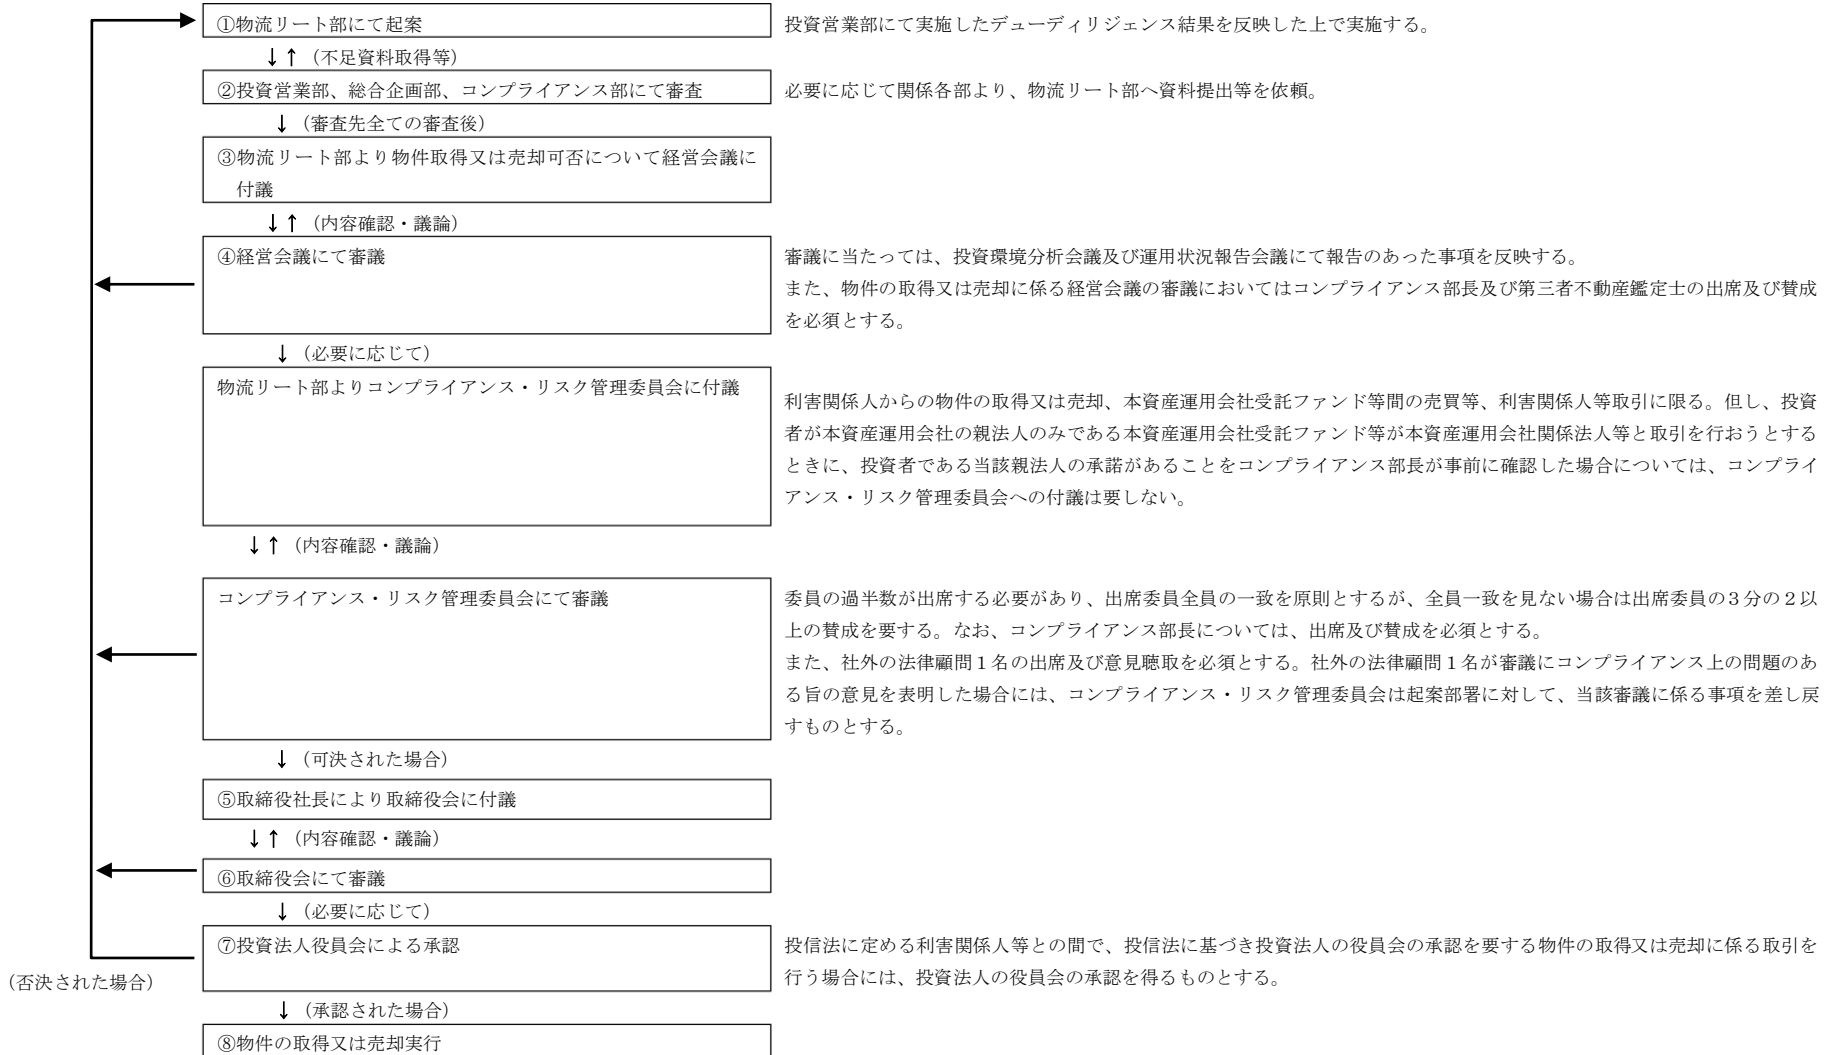 ①物流リート部にて起案
投資営業部にて実施したデューディリジェンス結果を反映した上で実施する。
↓↑（不足資料取得等）
②投資営業部、総合企画部、コンプライアンス部にて審査
必要に応じて関係各部より、物流リート部へ資料提出等を依頼。
↓（審査先全ての審査後）
③物流リート部より物件取得又は売却可否について経営会議に
付議
↓↑（内容確認・議論）
④経営会議にて審議
審議に当たっては、投資環境分析会議及び運用状況報告会議にて報告のあった事項を反映する。
また、物件の取得又は売却に係る経営会議の審議においてはコンプライアンス部長及び第三者不動産鑑定士の出席及び賛成
を必須とする。
↓（必要に応じて）
物流リート部よりコンプライアンス・リスク管理委員会に付議
利害関係人からの物件の取得又は売却、本資産運用会社受託ファンド等間の売買等、利害関係人等取引に限る。但し、投資
者が本資産運用会社の親法人のみである本資産運用会社受託ファンド等が本資産運用会社関係法人等と取引を行おうとする
ときに、投資者である当該親法人の承諾があることをコンプライアンス部長が事前に確認した場合については、コンプライ
アンス・リスク管理委員会への付議は要しない。
↓↑（内容確認・議論）
コンプライアンス・リスク管理委員会にて審議
委員の過半数が出席する必要があり、出席委員全員の一致を原則とするが、全員一致を見ない場合は出席委員の３分の２以
上の賛成を要する。なお、コンプライアンス部長については、出席及び賛成を必須とする。
また、社外の法律顧問１名の出席及び意見聴取を必須とする。社外の法律顧問１名が審議にコンプライアンス上の問題のあ
る旨の意見を表明した場合には、コンプライアンス・リスク管理委員会は起案部署に対して、当該審議に係る事項を差し戻
すものとする。
↓（可決された場合）
⑤取締役社長により取締役会に付議
↓↑（内容確認・議論）
⑥取締役会にて審議
↓（必要に応じて）
⑦投資法人役員会による承認
投信法に定める利害関係人等との間で、投信法に基づき投資法人の役員会の承認を要する物件の取得又は売却に係る取引を
行う場合には、投資法人の役員会の承認を得るものとする。
（否決された場合）
↓（承認された場合）
⑧物件の取得又は売却実行